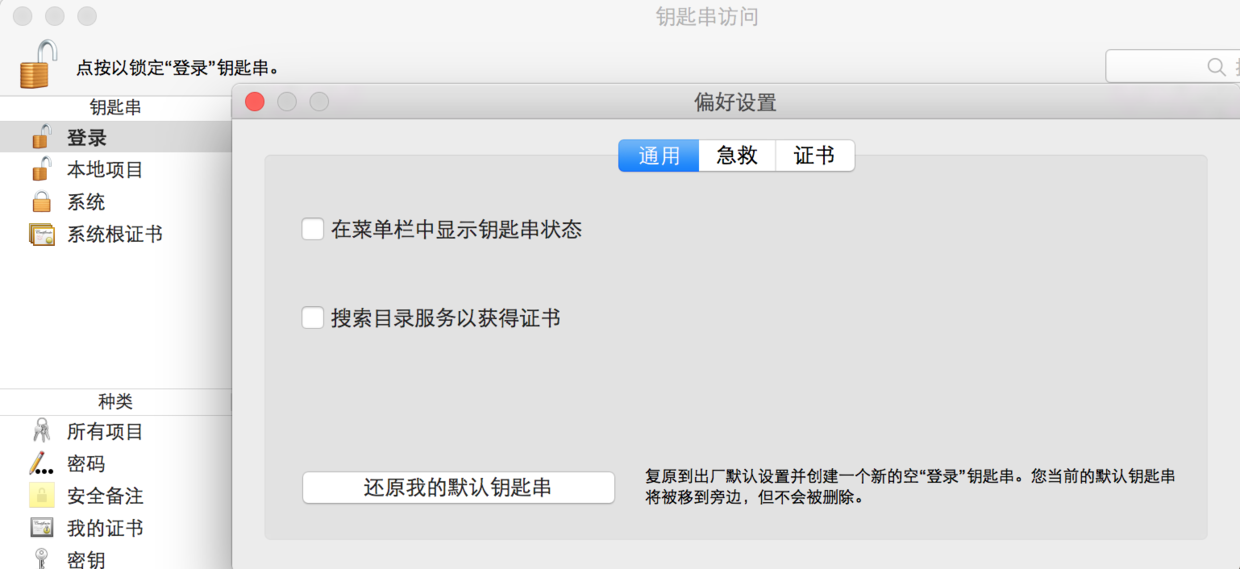 钥匙串访问
点按以锁定“登录”钥匙串。
钥匙串
登录
本地项目
系统
系统根证书
种类
所有项目
密码
安全备注
我的证书
密钥
偏好设置
通用 急救 证书
在菜单栏中显示钥匙串状态
搜索目录服务以获得证书
还原我的默认钥匙串
复原到出厂默认设置并创建一个新的空“登录”钥匙串。您当前的默认钥匙串
将被移到旁边，但不会被删除。